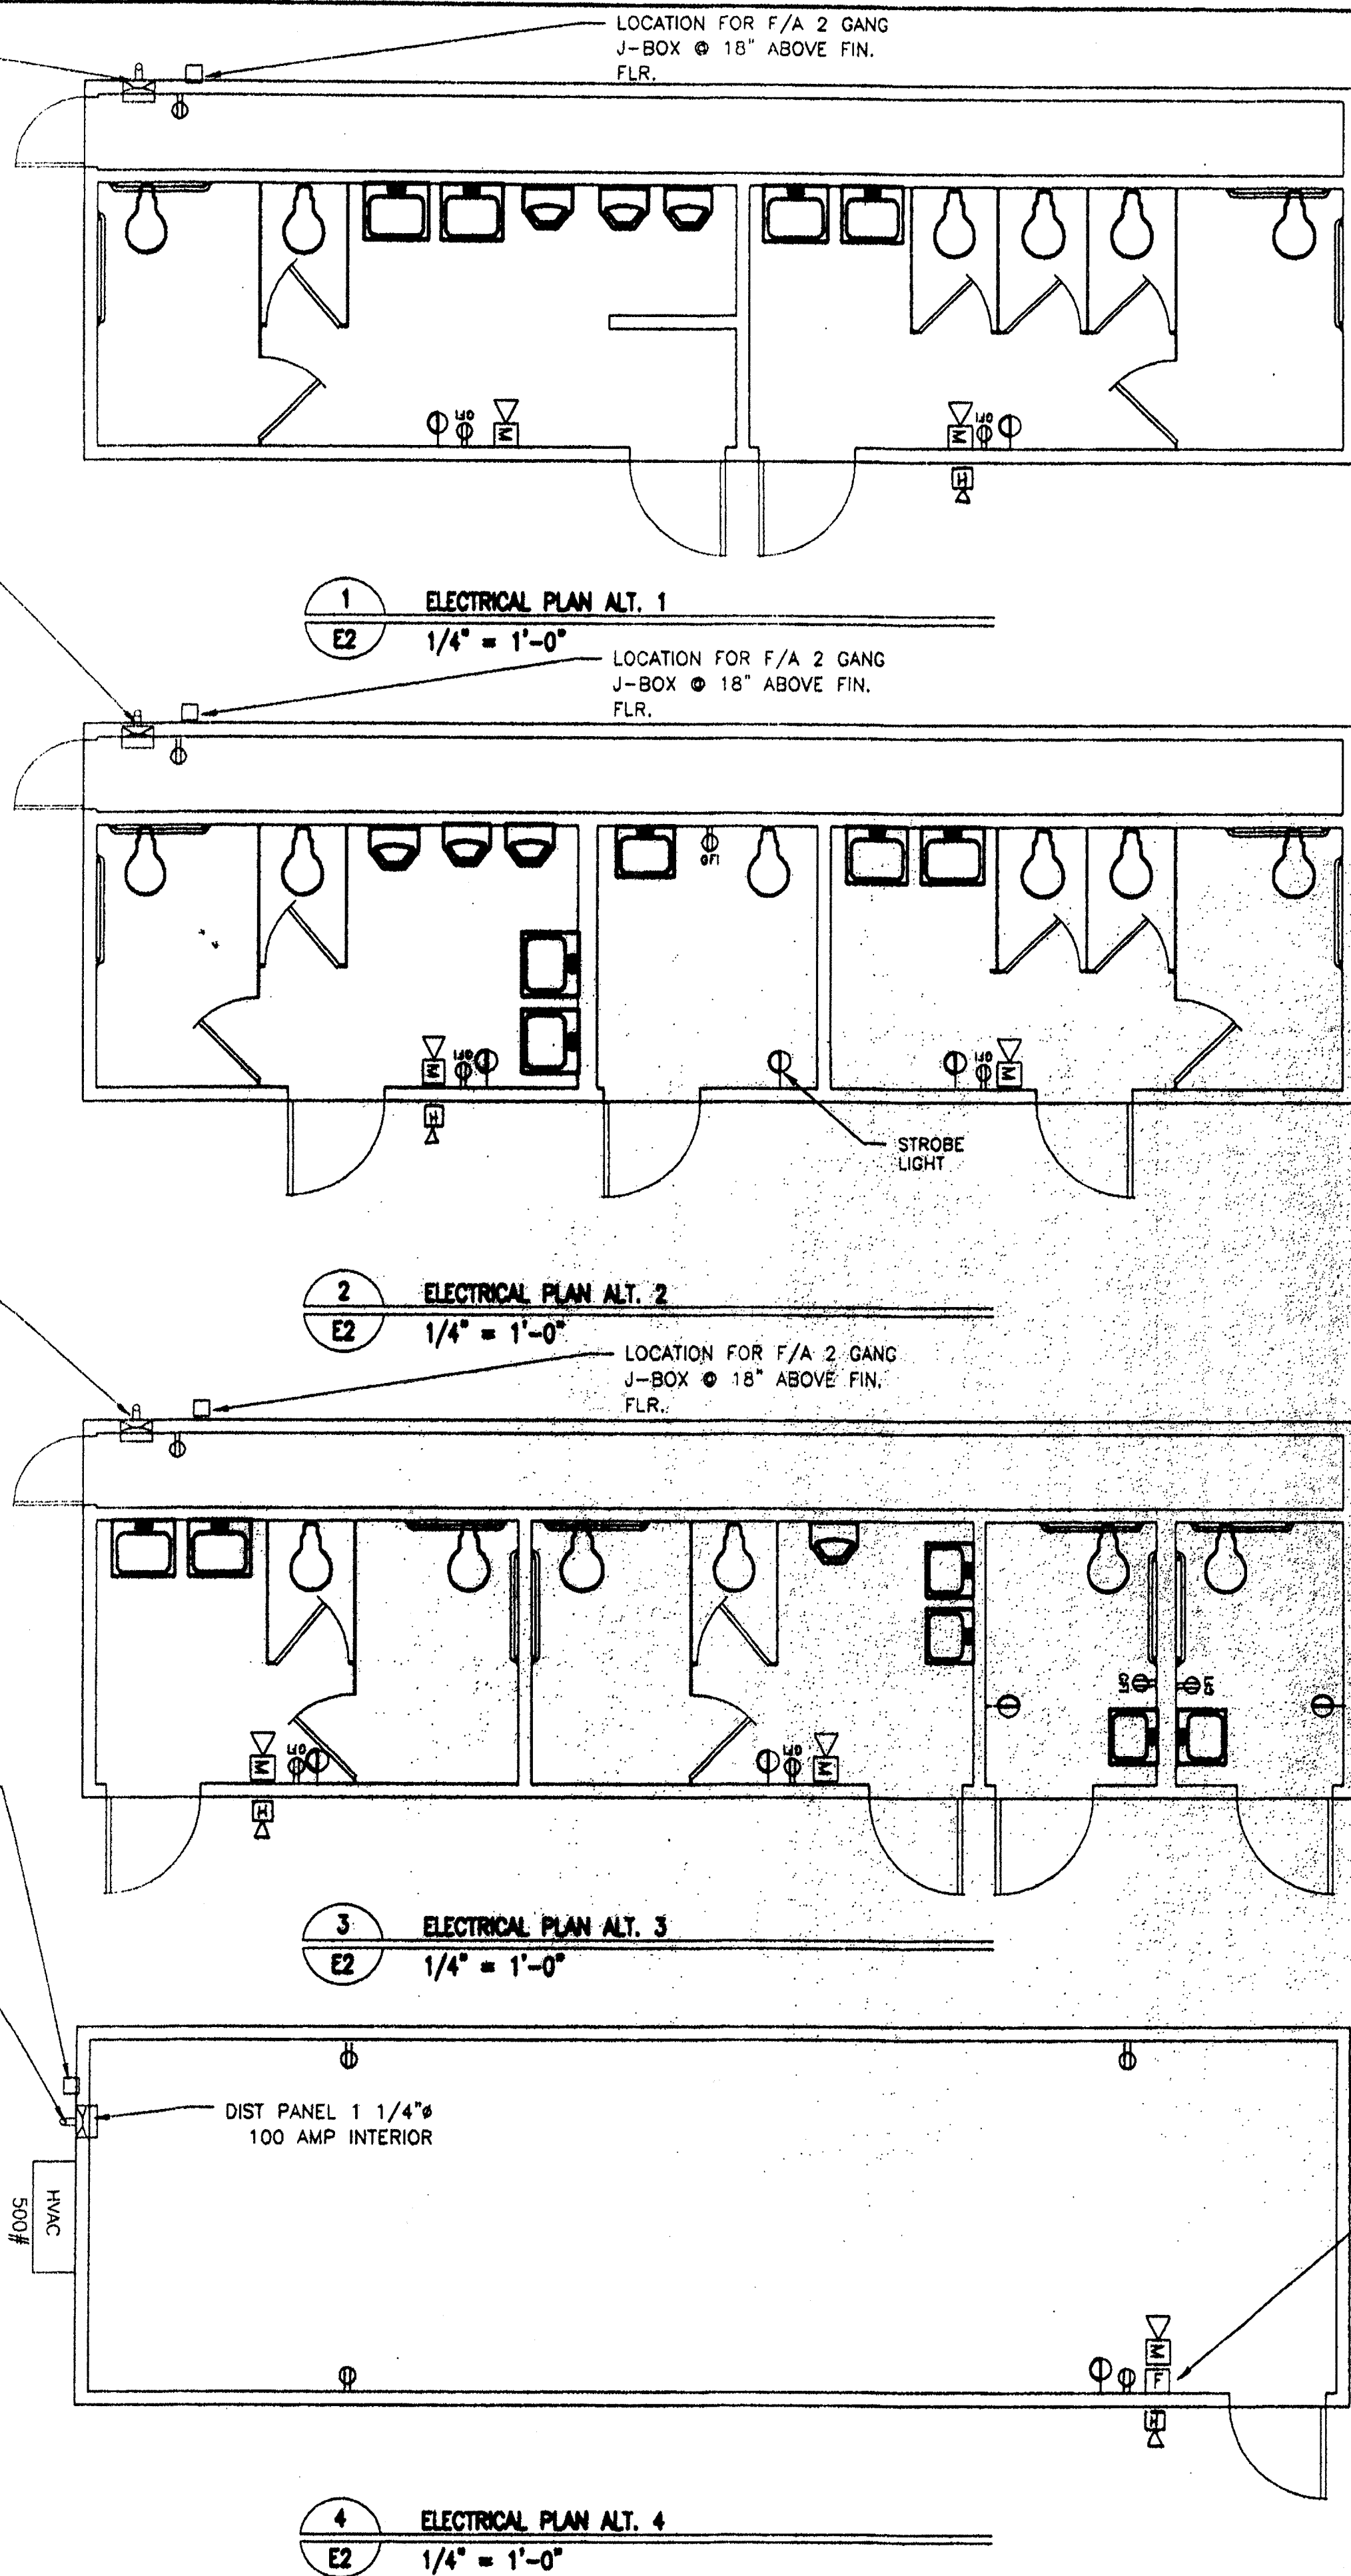 LOCATION FOR F/A 2 GANG
J-BOX @ 18" ABOVE FIN.
FLR.
GFI
M
GFI
M
H
1
E2
ELECTRICAL PLAN ALT. 1
1/4" = 1'-0"
LOCATION FOR F/A 2 GANG
J-BOX @ 18" ABOVE FIN.
FLR.
GFI
M
GFI
GFI
M
H
STROBE
LIGHT
2
E2
ELECTRICAL PLAN ALT. 2
1/4" = 1'-0"
LOCATION FOR F/A 2 GANG
J-BOX @ 18" ABOVE FIN.
FLR.
GFI
GFI
M
GFI
GFI
M
H
3
E2
ELECTRICAL PLAN ALT. 3
1/4" = 1'-0"
DIST PANEL 1 1/4"ø
100 AMP INTERIOR
HVAC
500#
M
F
H
4
E2
ELECTRICAL PLAN ALT. 4
1/4" = 1'-0"